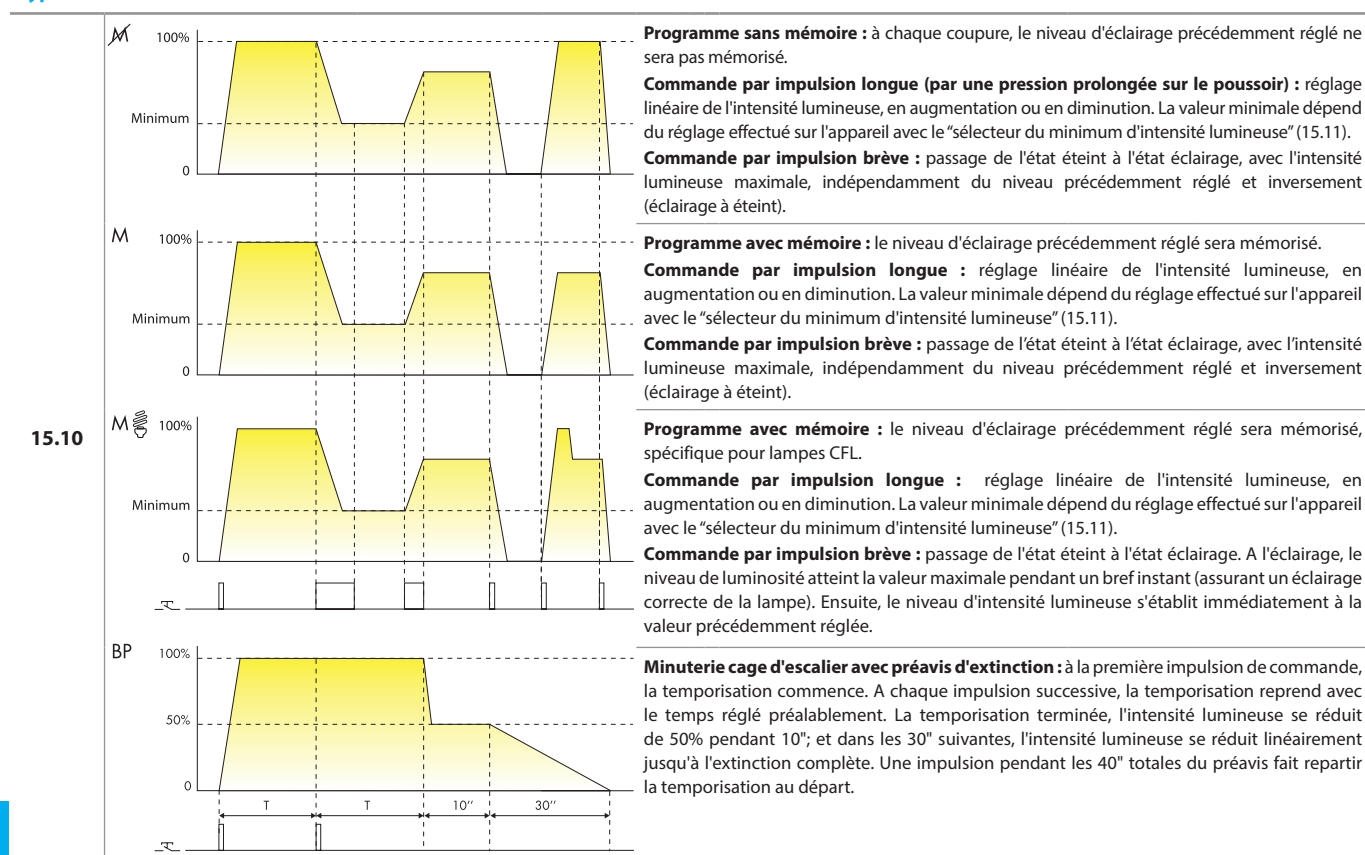 100%
Minimum
0
Programme sans mémoire : à chaque coupure, le niveau d'éclairage précédemment réglé ne
sera pas mémorisé.
Commande par impulsion longue (par une pression prolongée sur le poussoir) : réglage
linéaire de l'intensité lumineuse, en augmentation ou en diminution. La valeur minimale dépend
du réglage effectué sur l'appareil avec le “sélecteur du minimum d'intensité lumineuse” (15.11).
Commande par impulsion brève : passage de l'état éteint à l'état éclairage, avec l'intensité
lumineuse maximale, indépendamment du niveau précédemment réglé et inversement
(éclairage à éteint).
M
100%
Minimum
0
Programme avec mémoire : le niveau d'éclairage précédemment réglé sera mémorisé.
Commande par impulsion longue : réglage linéaire de l'intensité lumineuse, en
augmentation ou en diminution. La valeur minimale dépend du réglage effectué sur l'appareil
avec le “sélecteur du minimum d'intensité lumineuse” (15.11).
Commande par impulsion brève : passage de l’état éteint à l’état éclairage, avec l’intensité
lumineuse maximale, indépendamment du niveau précédemment réglé et inversement
(éclairage à éteint).
15.10
M
100%
Minimum
0
Programme avec mémoire : le niveau d'éclairage précédemment réglé sera mémorisé,
spécifique pour lampes CFL.
Commande par impulsion longue : réglage linéaire de l'intensité lumineuse, en
augmentation ou en diminution. La valeur minimale dépend du réglage effectué sur l'appareil
avec le “sélecteur du minimum d'intensité lumineuse” (15.11).
Commande par impulsion brève : passage de l'état éteint à l'état éclairage. A l'éclairage, le
niveau de luminosité atteint la valeur maximale pendant un bref instant (assurant un éclairage
correcte de la lampe). Ensuite, le niveau d'intensité lumineuse s'établit immédiatement à la
valeur précédemment réglée.
BP
100%
50%
0
T T 10’’ 30’’
Minuterie cage d'escalier avec préavis d'extinction : à la première impulsion de commande,
la temporisation commence. A chaque impulsion successive, la temporisation reprend avec
le temps réglé préalablement. La temporisation terminée, l'intensité lumineuse se réduit
de 50% pendant 10"; et dans les 30" suivantes, l'intensité lumineuse se réduit linéairement
jusqu'à l'extinction complète. Une impulsion pendant les 40" totales du préavis fait repartir
la temporisation au départ.